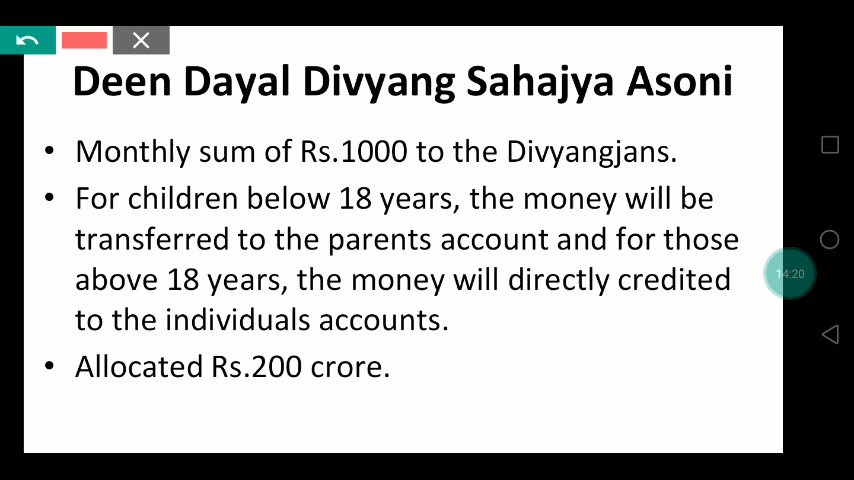 Deen Dayal Divyang Sahajya Asoni
• Monthly sum of Rs.1000 to the Divyangjans.
• For children below 18 years, the money will be
transferred to the parents account and for those
above 18 years, the money will directly credited
to the individuals accounts.
• Allocated Rs.200 crore.
14:20